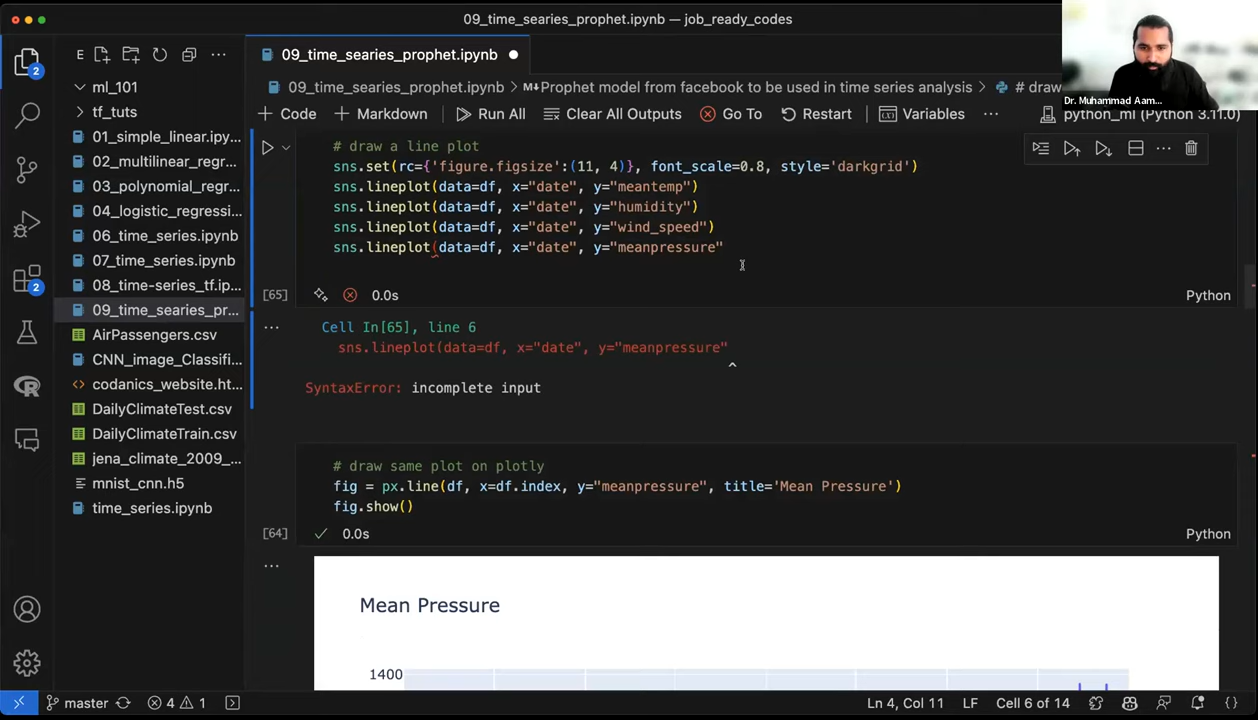 09_time_searies_prophet.ipynb — job_ready_codes
E
09_time_searies_prophet.ipynb
09_time_searies_prophet.ipynb > M↓Prophet model from facebook to be used in time series analysis > # draw
+ Code + Markdown Run All Clear All Outputs Go To Restart Variables ... python_ml (Python 3.11.0)
Dr. Muhammad Aam...
2
2
ml_101
tf_tuts
01_simple_linear.ipy...
02_multilinear_regr...
03_polynomial_regr...
04_logistic_regressi...
06_time_series.ipynb
07_time_series.ipynb
08_time-series_tf.ip...
09_time_searies_pr...
AirPassengers.csv
CNN_image_Classifi...
codanics_website.ht...
DailyClimateTest.csv
DailyClimateTrain.csv
jena_climate_2009_...
mnist_cnn.h5
time_series.ipynb
# draw a line plot
sns.set(rc={'figure.figsize':(11, 4)}, font_scale=0.8, style='darkgrid')
sns.lineplot(data=df, x="date", y="meantemp")
sns.lineplot(data=df, x="date", y="humidity")
sns.lineplot(data=df, x="date", y="wind_speed")
sns.lineplot(data=df, x="date", y="meanpressure"
[65] 0.0s Python
Cell In[65], line 6
sns.lineplot(data=df, x="date", y="meanpressure"
^
SyntaxError: incomplete input
# draw same plot on plotly
fig = px.line(df, x=df.index, y="meanpressure", title='Mean Pressure')
fig.show()
[64] 0.0s Python
Mean Pressure
1400
master 4 1 Ln 4, Col 11 LF Cell 6 of 14